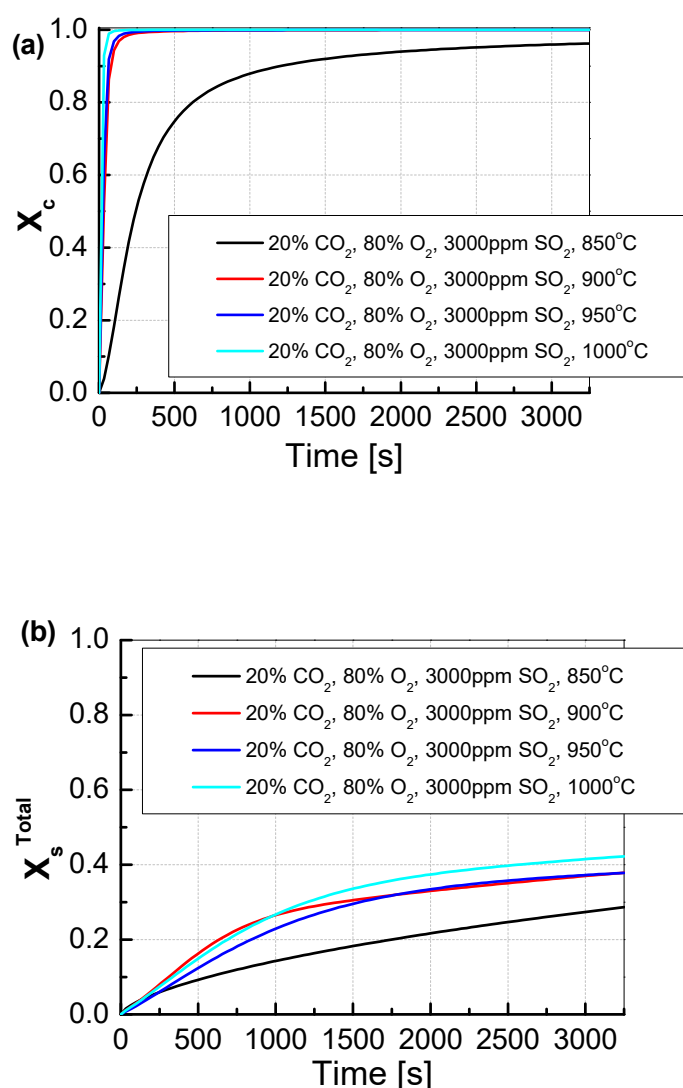 (a)
1.0
0.8
0.6
0.4
0.2
0.0
X_c
20% CO₂, 80% O₂, 3000ppm SO₂, 850°C
20% CO₂, 80% O₂, 3000ppm SO₂, 900°C
20% CO₂, 80% O₂, 3000ppm SO₂, 950°C
20% CO₂, 80% O₂, 3000ppm SO₂, 1000°C
0 500 1000 1500 2000 2500 3000
Time [s]
(b)
1.0
0.8
0.6
0.4
0.2
0.0
X_s^Total
20% CO₂, 80% O₂, 3000ppm SO₂, 850°C
20% CO₂, 80% O₂, 3000ppm SO₂, 900°C
20% CO₂, 80% O₂, 3000ppm SO₂, 950°C
20% CO₂, 80% O₂, 3000ppm SO₂, 1000°C
0 500 1000 1500 2000 2500 3000
Time [s]